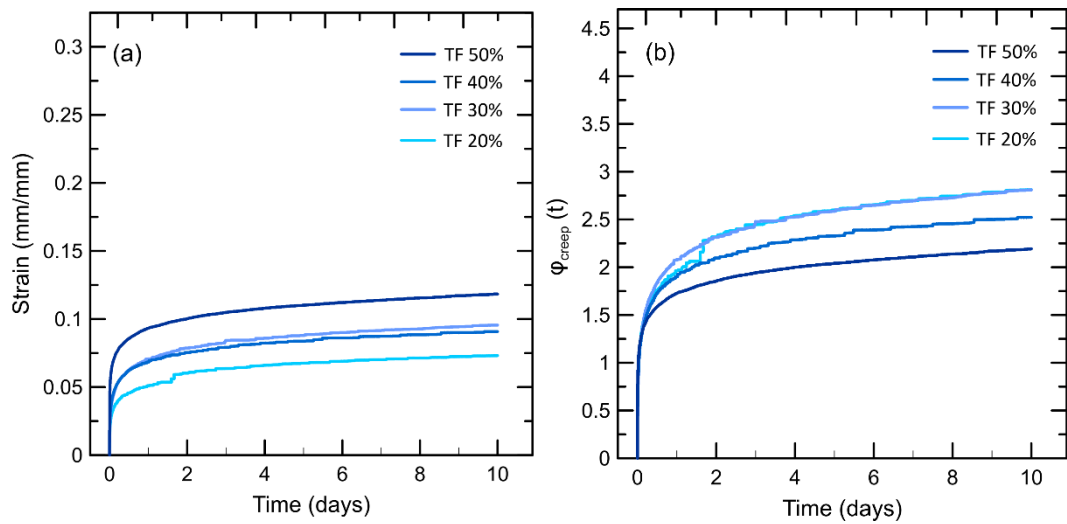 (a)
TF 50%
TF 40%
TF 30%
TF 20%
0.3
0.25
0.2
0.15
0.1
0.05
0
Strain (mm/mm)
0 2 4 6 8 10
Time (days)
(b)
TF 50%
TF 40%
TF 30%
TF 20%
4.5
4
3.5
3
2.5
2
1.5
1
0.5
0
φcreep (t)
0 2 4 6 8 10
Time (days)